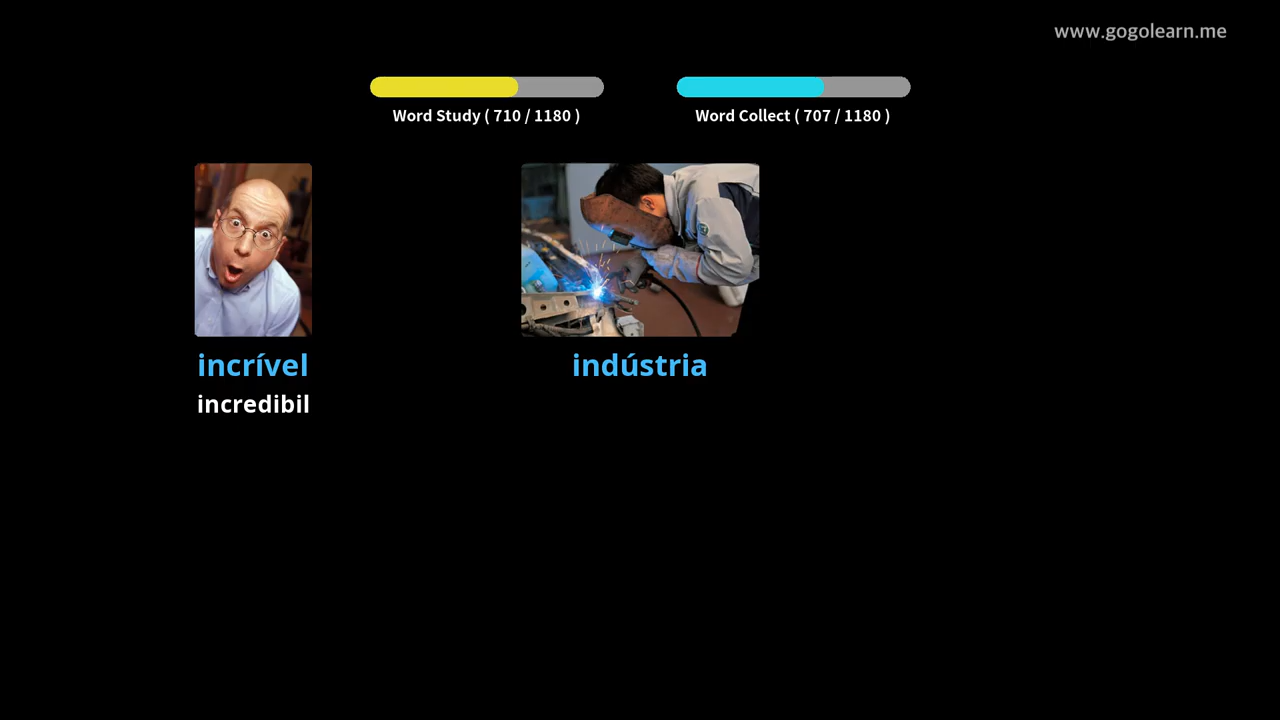 www.gogolearn.me
Word Study ( 710 / 1180 )
Word Collect ( 707 / 1180 )
incrível
indústria
incredibil